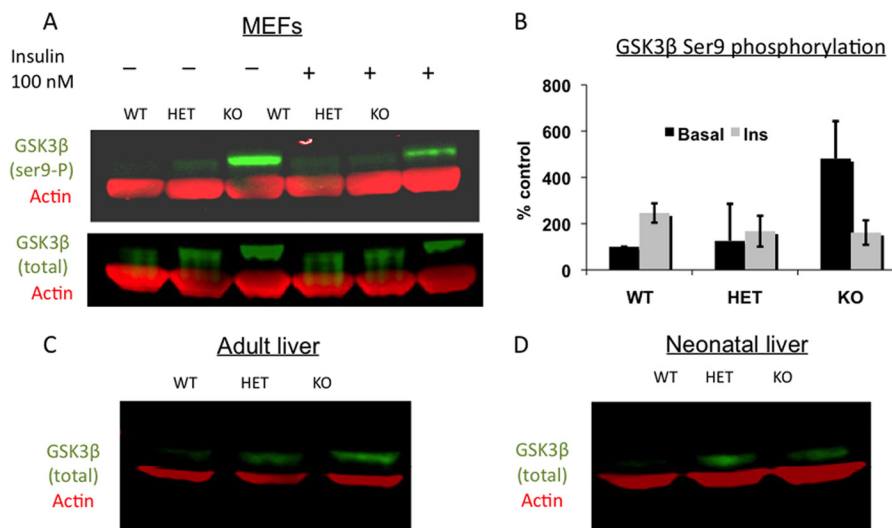 A
MEFs
Insulin
100 nM
– – – + + +
WT HET KO WT HET KO
GSK3β
(ser9-P)
Actin
GSK3β
(total)
Actin
B
GSK3β Ser9 phosphorylation
% control
800
600
400
200
0
Basal Ins
WT HET KO
C
Adult liver
WT HET KO
GSK3β
(total)
Actin
D
Neonatal liver
WT HET KO
GSK3β
(total)
Actin